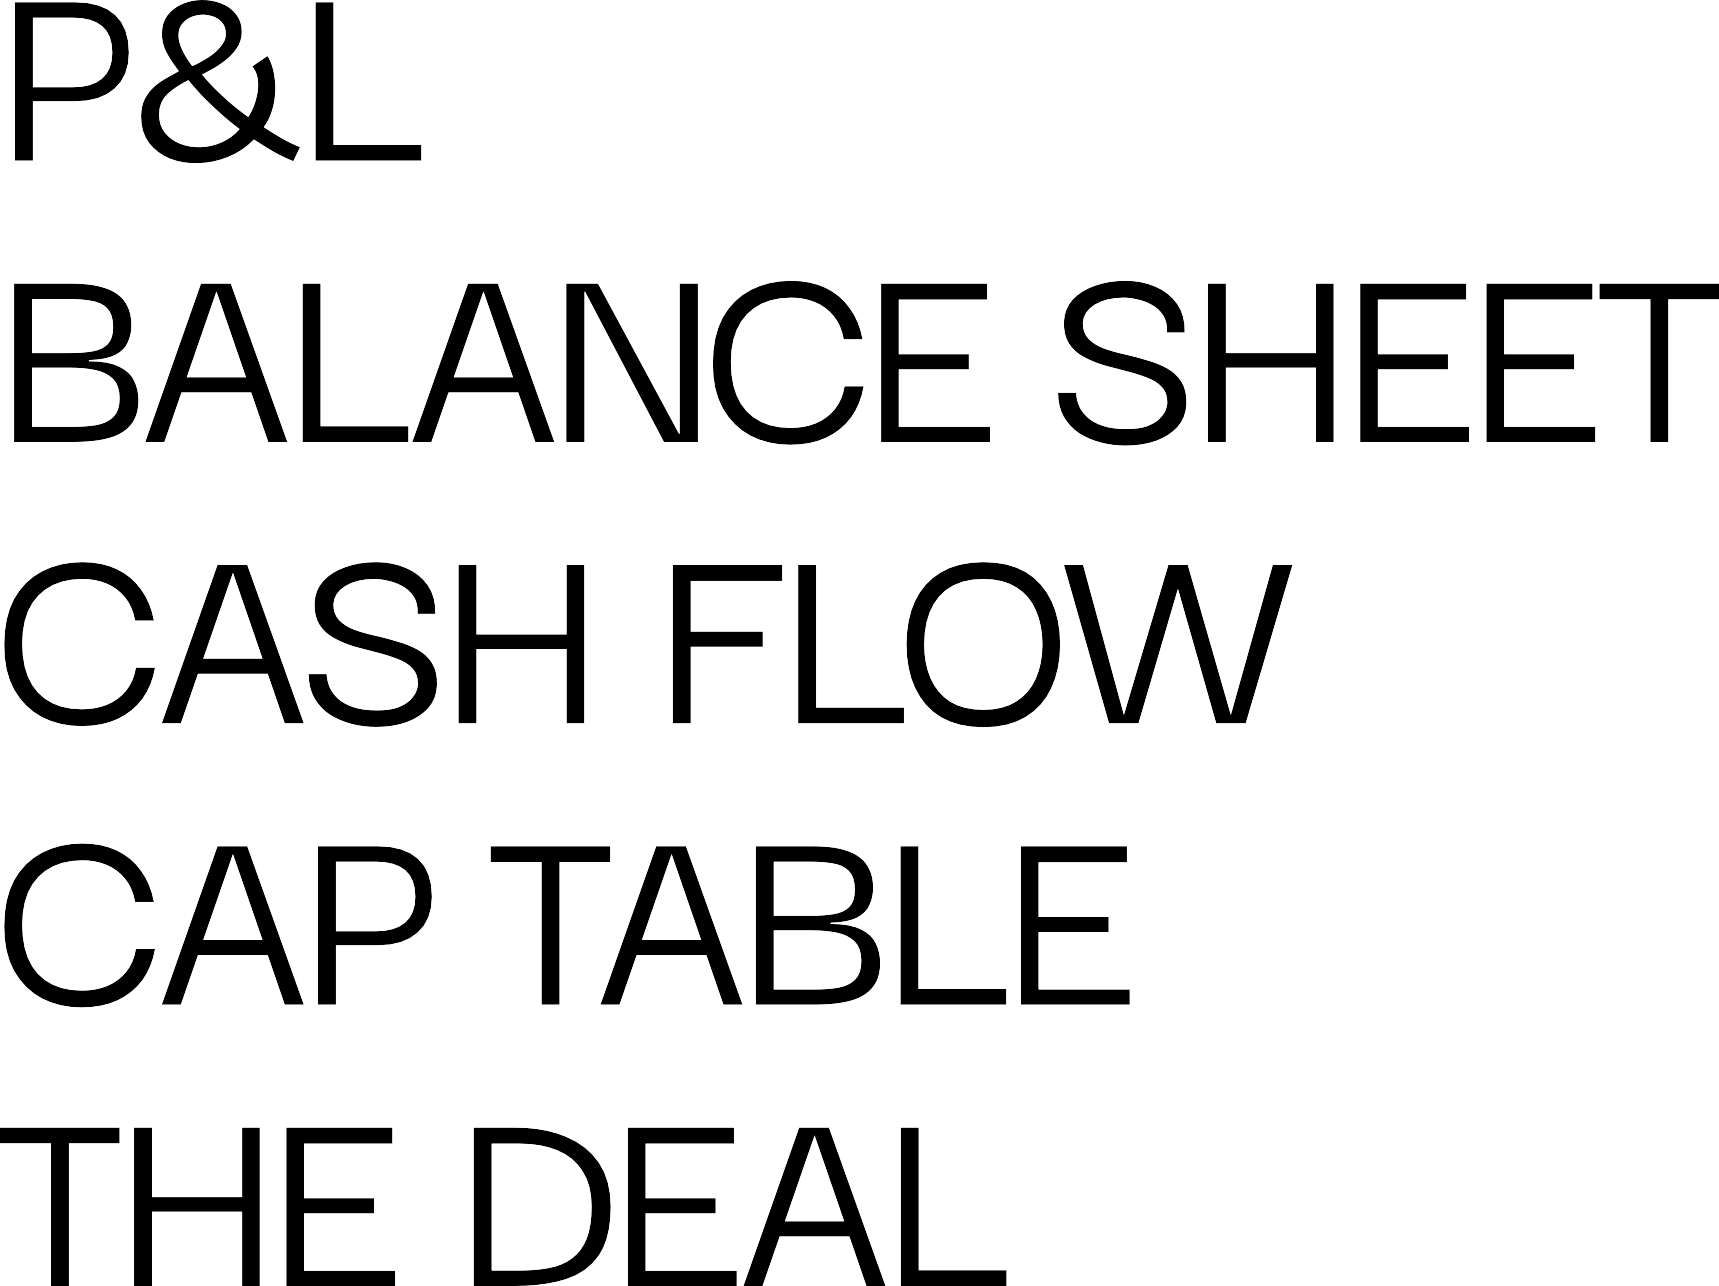 P&L
BALANCE SHEET
CASH FLOW
CAP TABLE
THE DEAL